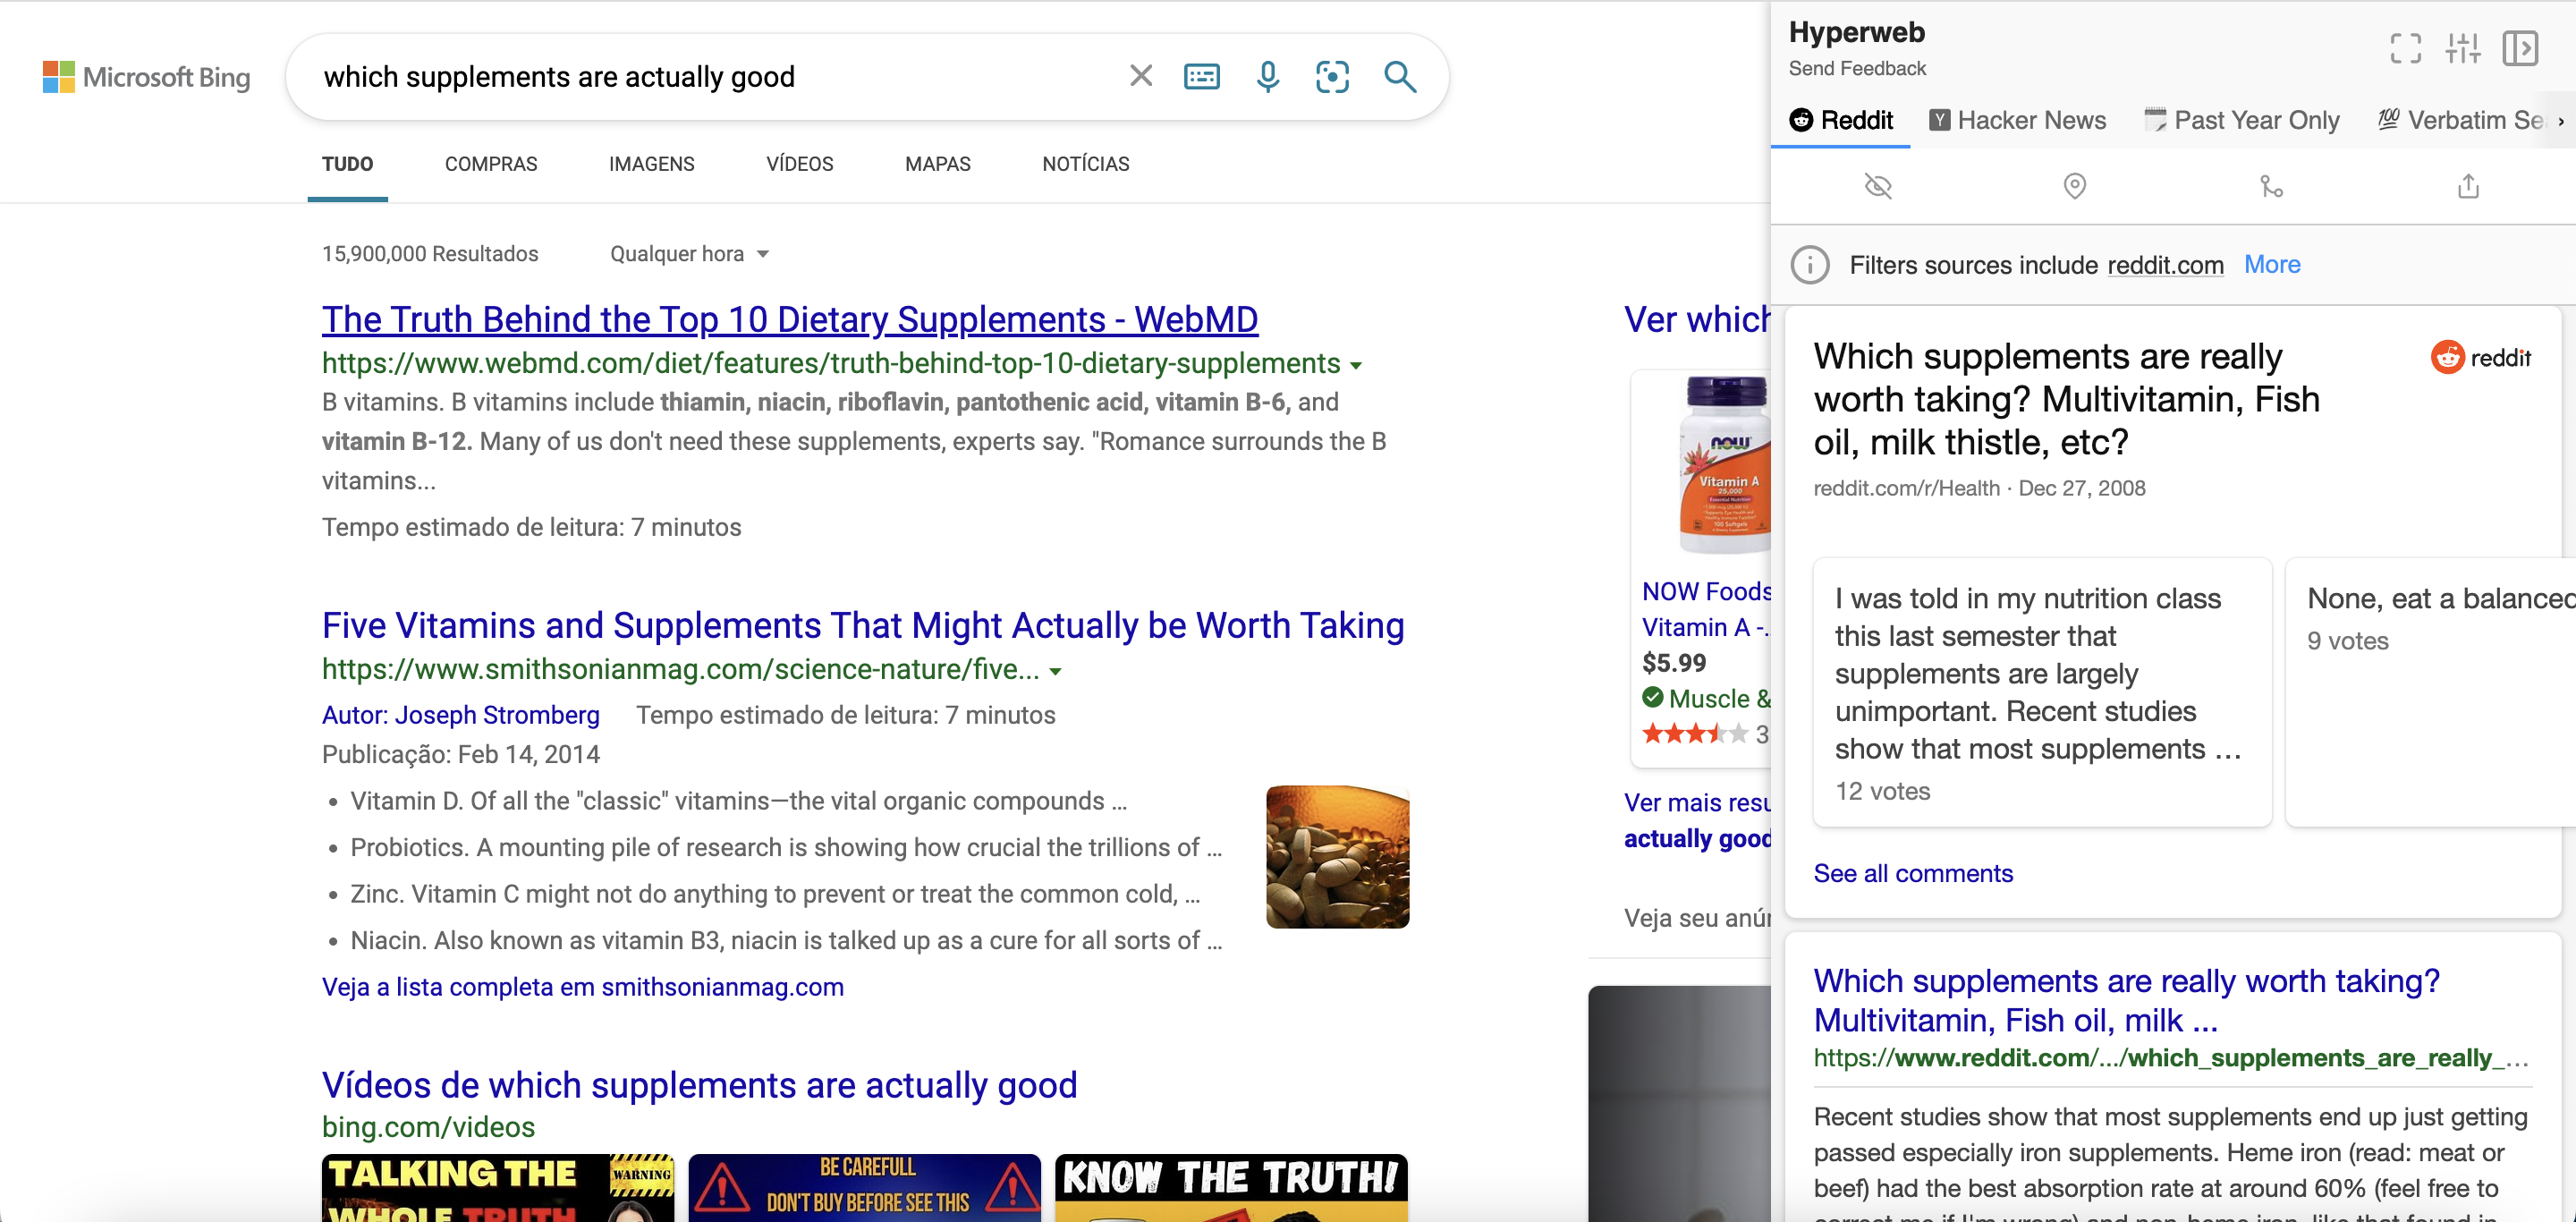 Microsoft Bing
which supplements are actually good
TUDO
COMPRAS
IMAGENS
VÍDEOS
MAPAS
NOTÍCIAS
15,900,000 Resultados
Qualquer hora
The Truth Behind the Top 10 Dietary Supplements - WebMD
https://www.webmd.com/diet/features/truth-behind-top-10-dietary-supplements
B vitamins. B vitamins include thiamin, niacin, riboflavin, pantothenic acid, vitamin B-6, and
vitamin B-12. Many of us don't need these supplements, experts say. "Romance surrounds the B
vitamins...
Tempo estimado de leitura: 7 minutos
Five Vitamins and Supplements That Might Actually be Worth Taking
https://www.smithsonianmag.com/science-nature/five...
Autor: Joseph Stromberg
Tempo estimado de leitura: 7 minutos
Publicação: Feb 14, 2014
• Vitamin D. Of all the "classic" vitamins—the vital organic compounds ...
• Probiotics. A mounting pile of research is showing how crucial the trillions of ...
• Zinc. Vitamin C might not do anything to prevent or treat the common cold, ...
• Niacin. Also known as vitamin B3, niacin is talked up as a cure for all sorts of ...
Veja a lista completa em smithsonianmag.com
Vídeos de which supplements are actually good
bing.com/videos
TALKING THE
WHOLE TRUTH
WARNING
BE CAREFULL
DON'T BUY BEFORE SEE THIS
KNOW THE TRUTH!
Ver which
NOW
Vitamin A
25,000
100 Softgels
NOW Foods
Vitamin A -..
$5.99
Muscle &
3
Ver mais resu
actually good
Veja seu anún
Hyperweb
Send Feedback
Reddit
Y Hacker News
Past Year Only
100 Verbatim Se
Filters sources include reddit.com More
Which supplements are really
worth taking? Multivitamin, Fish
oil, milk thistle, etc?
reddit
reddit.com/r/Health · Dec 27, 2008
I was told in my nutrition class
this last semester that
supplements are largely
unimportant. Recent studies
show that most supplements ...
12 votes
None, eat a balanced
9 votes
See all comments
Which supplements are really worth taking?
Multivitamin, Fish oil, milk ...
https://www.reddit.com/.../which_supplements_are_really_...
Recent studies show that most supplements end up just getting
passed especially iron supplements. Heme iron (read: meat or
beef) had the best absorption rate at around 60% (feel free to
correct me if I'm wrong) and non-heme iron, like that found in